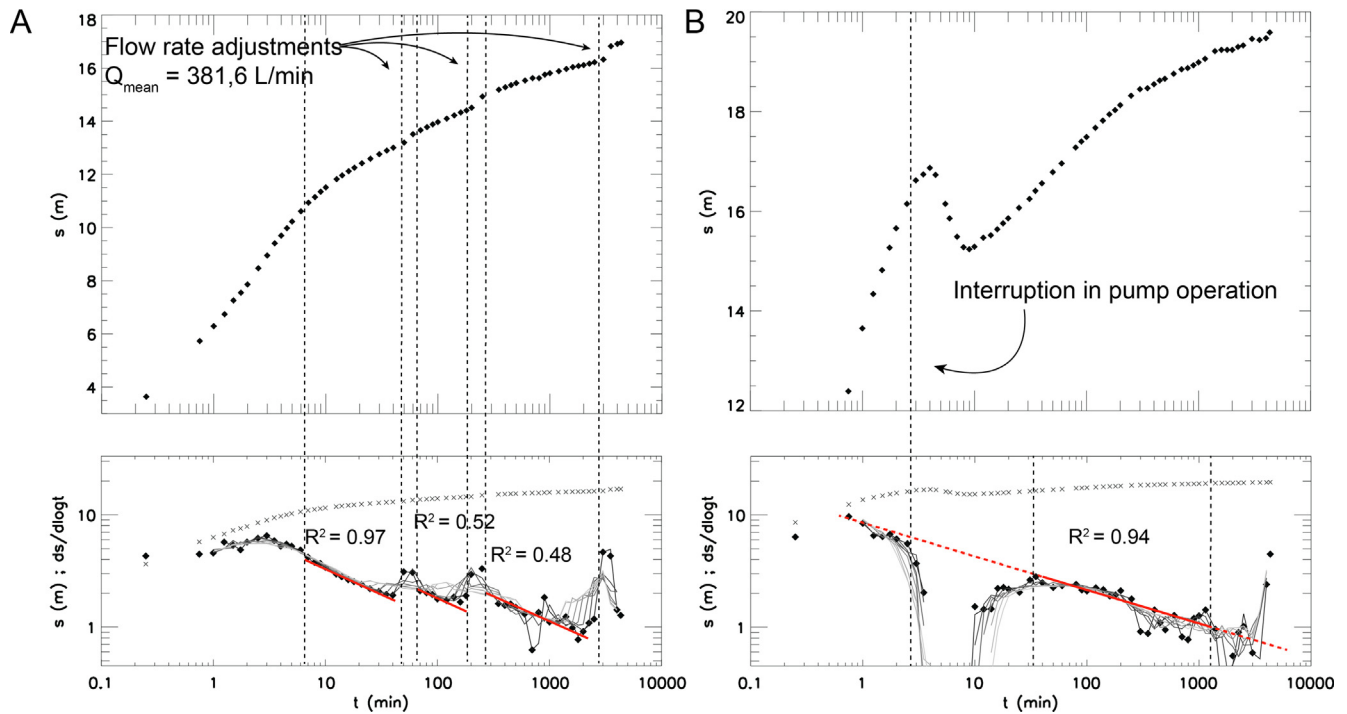 A
Flow rate adjustments
Qmean = 381,6 L/min
18
16
14
12
10
8
6
4
s (m)
R2 = 0.97
R2 = 0.52
R2 = 0.48
10
1
s (m) ; ds/dlogt
0.1 1 10 100 1000 10000
t (min)
B
20
18
16
14
12
s (m)
Interruption in pump operation
R2 = 0.94
10
1
s (m) ; ds/dlogt
0.1 1 10 100 1000 10000
t (min)